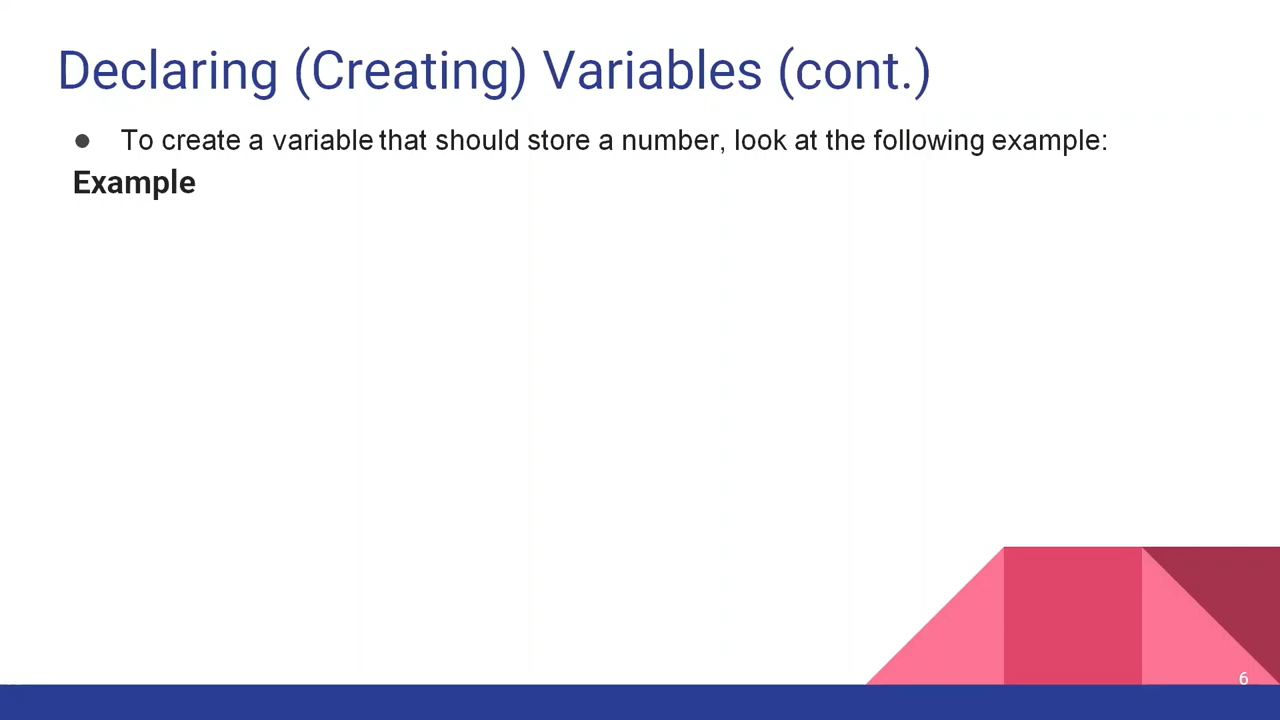 Declaring (Creating) Variables (cont.)
● To create a variable that should store a number, look at the following example:
Example
6